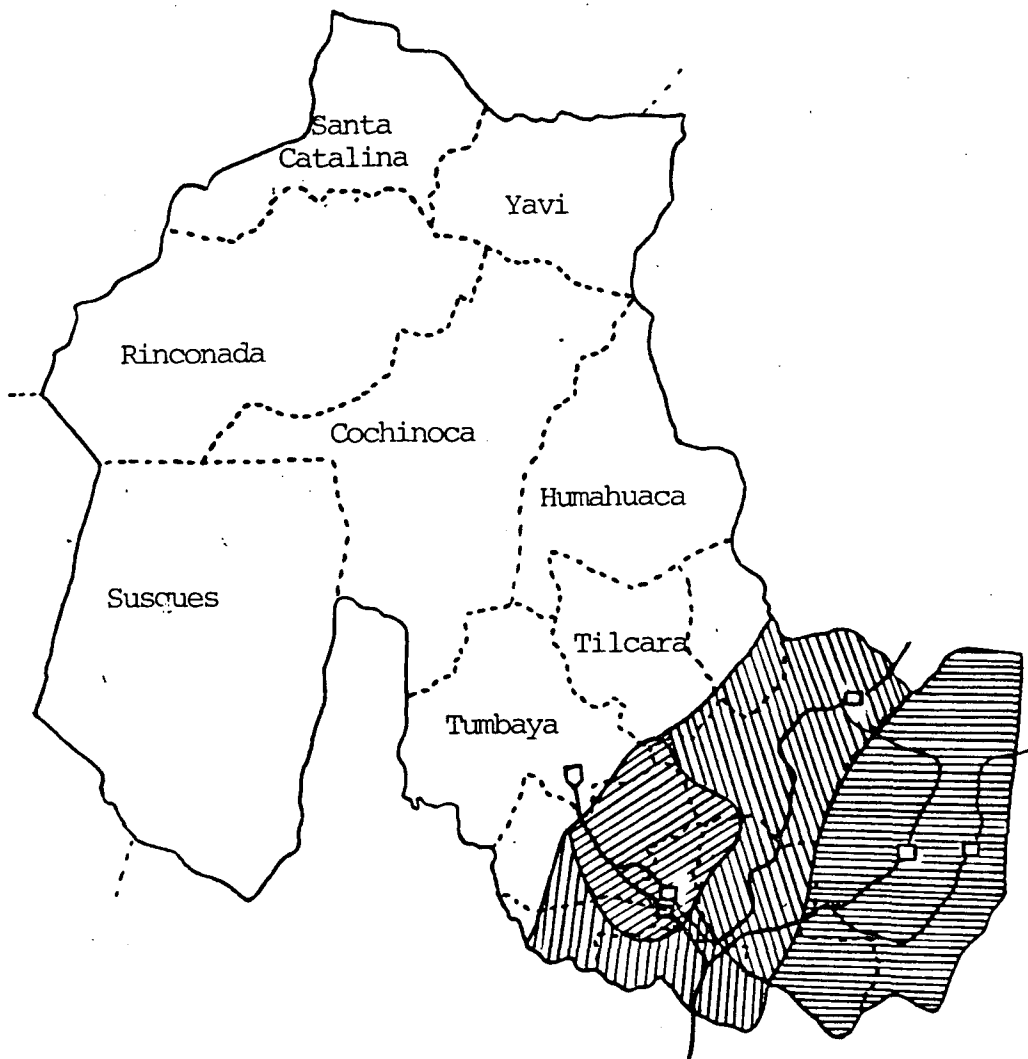 Santa
Catalina
Yavi
Rinconada
Cochinoca
Humahuaca
Susques
Tilcara
Tumbaya